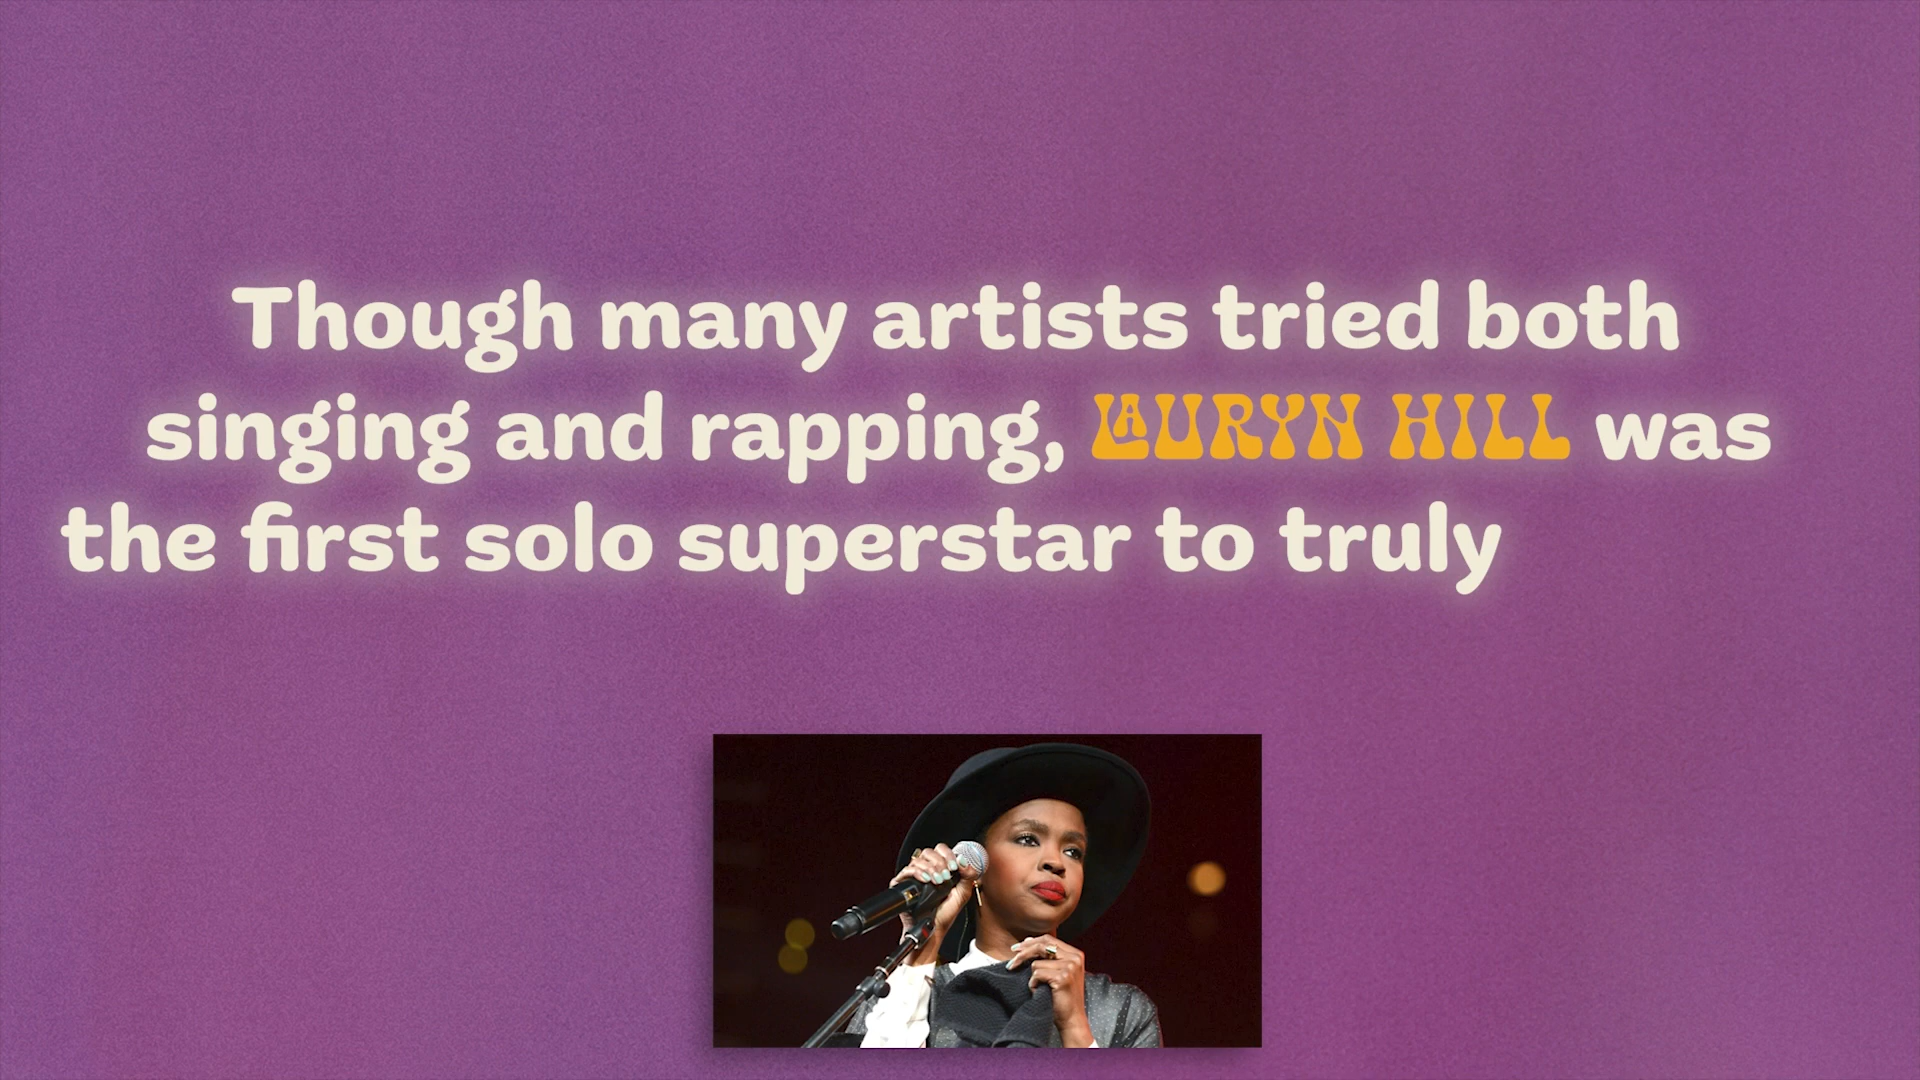 Though many artists tried both
singing and rapping, LAURYN HILL was
the first solo superstar to truly